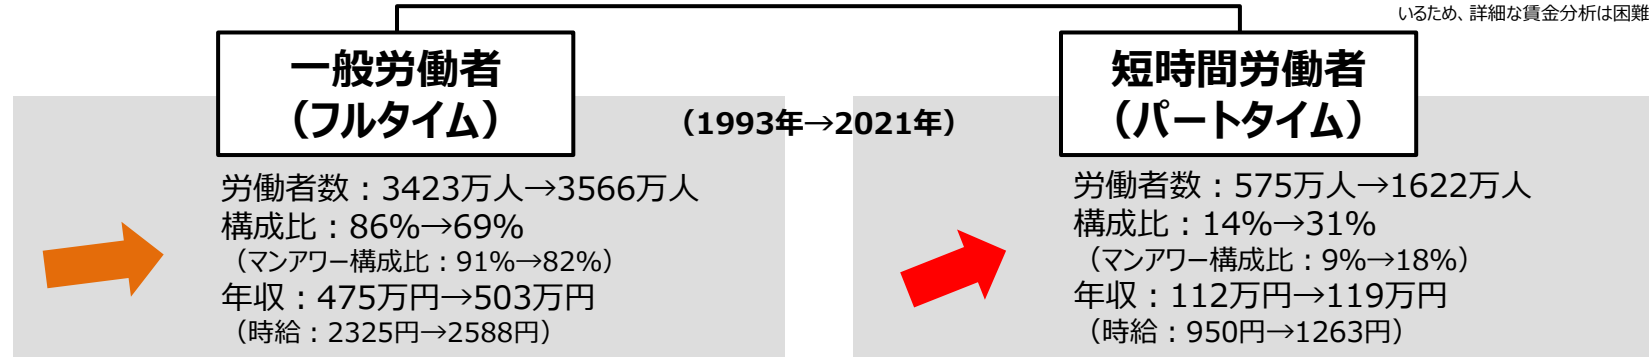 いるため、詳細な賃金分析は困難
一般労働者
（フルタイム）
（1993年→2021年）
短時間労働者
（パートタイム）
労働者数：3423万人→3566万人
構成比：86%→69%
（マンアワー構成比：91%→82%）
年収：475万円→503万円
（時給：2325円→2588円）
労働者数：575万人→1622万人
構成比：14%→31%
（マンアワー構成比：9%→18%）
年収：112万円→119万円
（時給：950円→1263円）